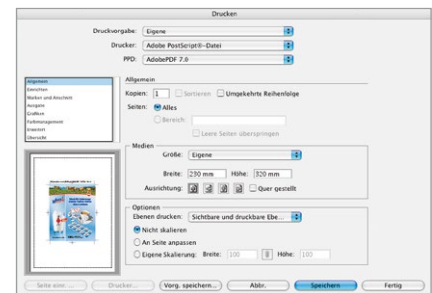 Drucken
Druckvorgabe: Eigene
Drucker: Adobe PostScript®-Datei
PPD: AdobePDF 7.0
Allgemein
Einrichten
Marken und Anschnitt
Ausgabe
Grafiken
Farbmanagement
Erweitert
Übersicht
Allgemein
Kopien: 1 Sortieren Umgekehrte Reihenfolge
Seiten: Alles
Bereich
Leere Seiten überspringen
Medien
Größe: Eigene
Breite: 230 mm Höhe: 320 mm
Ausrichtung: Quer gestellt
Optionen
Ebenen drucken: Sichtbare und druckbare Ebe...
Nicht skalieren
An Seite anpassen
Eigene Skalierung: Breite: 100 Höhe: 100
Seite einr. ... Drucker... Vorg. speichern... Abbr. Speichern Fertig